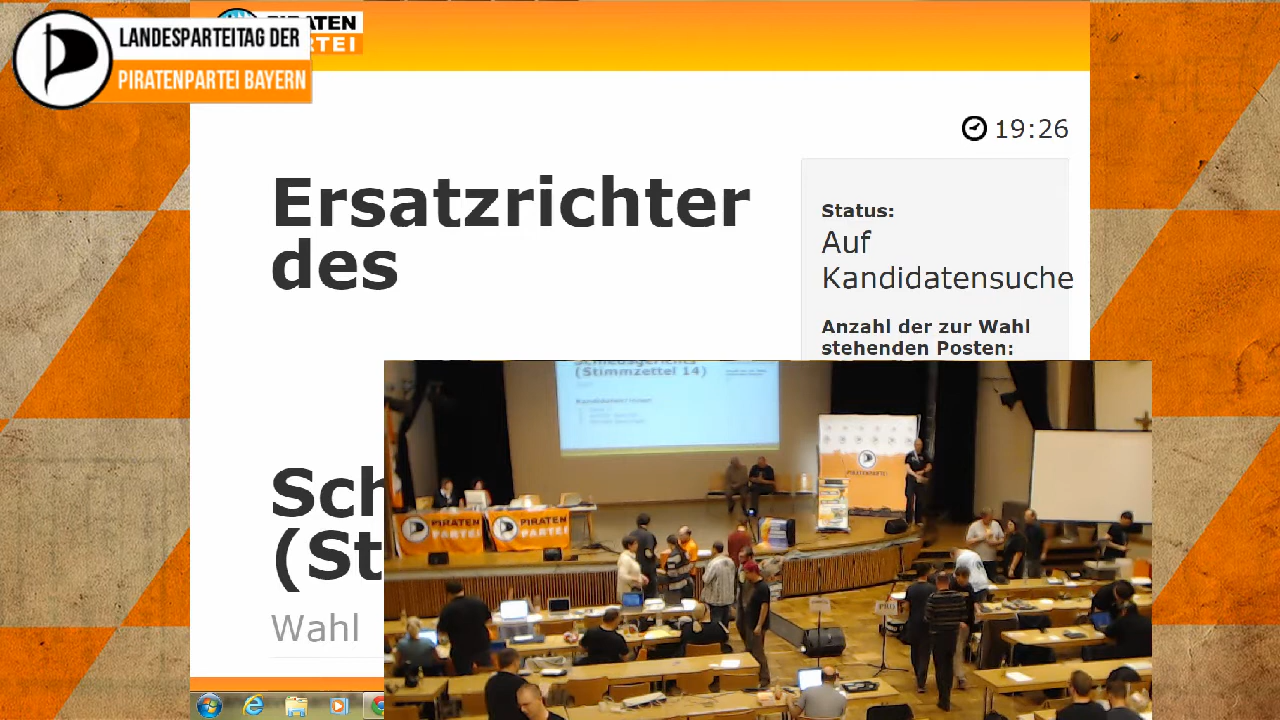 LANDESPARTEITAG DER
PIRATENPARTEI BAYERN
19:26
Ersatzrichter
des
Status:
Auf
Kandidatensuche
Anzahl der zur Wahl
stehenden Posten:
Sch
(St
Wahl
(Stimmzettel 14)
PIRATEN
PARTEI
PIRATEN
PARTEI
PIRATENPARTEI
PRO